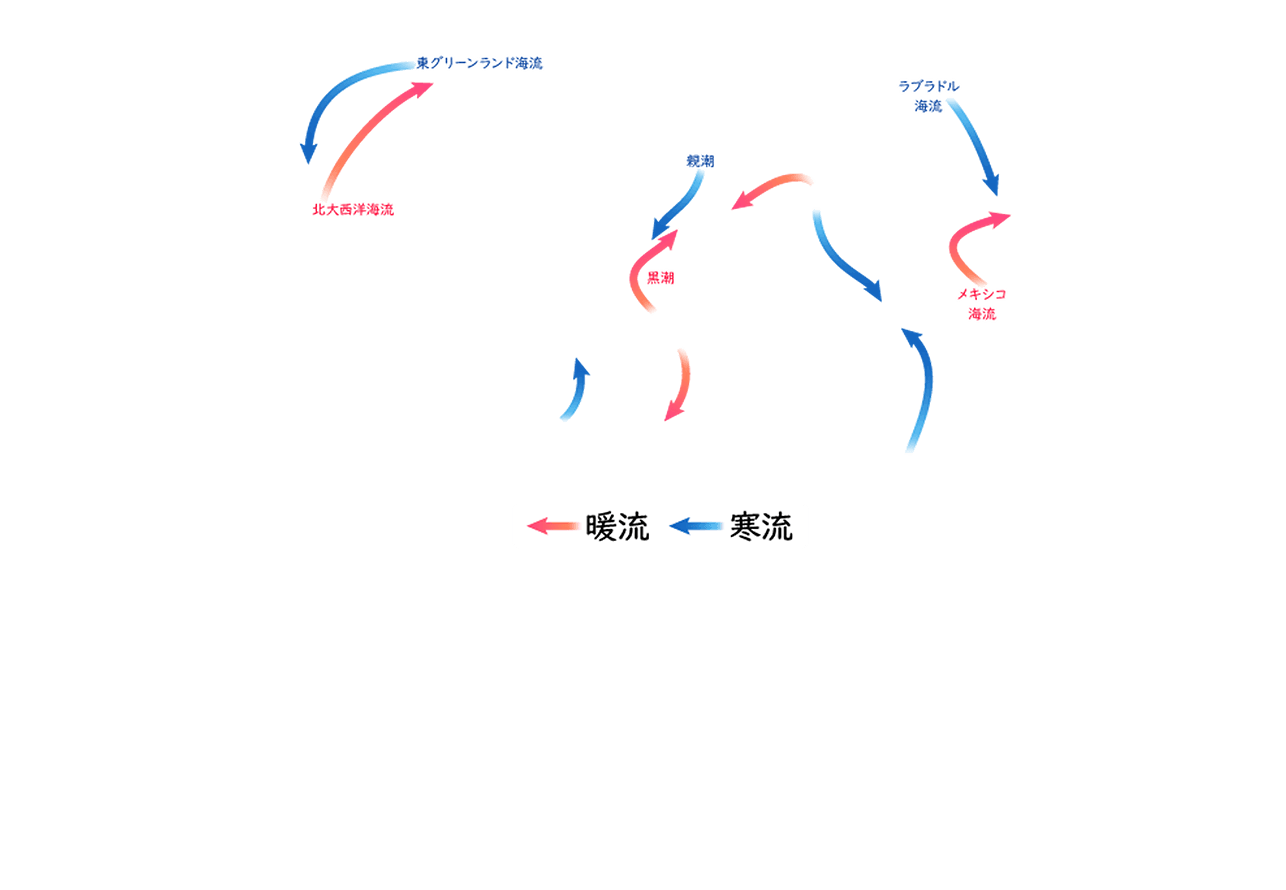 東グリーンランド海流
ラブラドル
海流
親潮
北大西洋海流
黒潮
メキシコ
海流
暖流
寒流